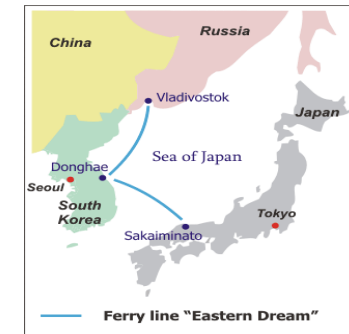 Russia
China
Vladivostok
Japan
Sea of Japan
Donghae
Seoul
South
Korea
Tokyo
Sakaiminato
Ferry line “Eastern Dream”